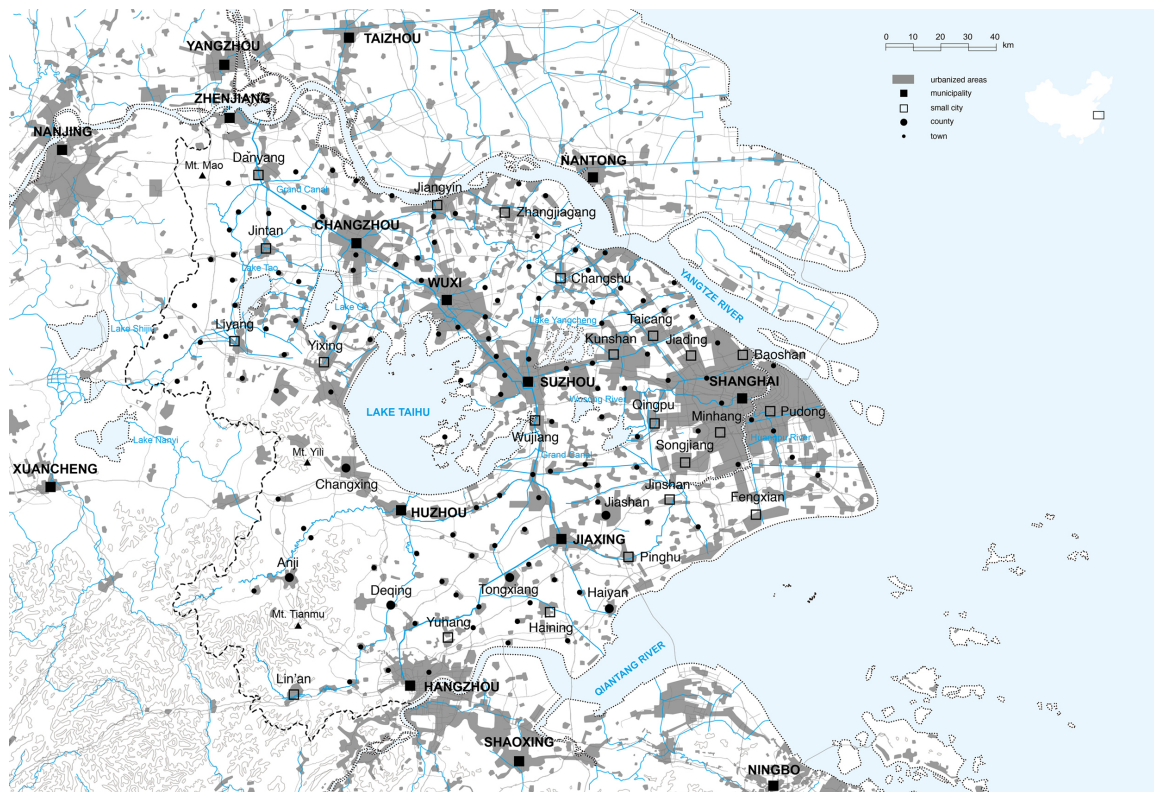 YANGZHOU
TAIZHOU
0 10 20 40
km
urbanized areas
municipality
small city
county
town
ZHENJIANG
NANJING
Danyang
Mt. Mao
Grand Canal
NANTONG
Jiangyin
Zhangjiagang
CHANGZHOU
Jintan
Lake Tao
WUXI
Changshu
YANGTZE RIVER
Lake Shijiu
Liyang
Lake Yangcheng
Taicang
Yixing
Kunshan
Jiading
Baoshan
SUZHOU
SHANGHAI
LAKE TAIHU
Wusong River
Qingpu
Minhang
Pudong
Wujiang
Huangpu River
Lake Nanyi
Songjiang
Mt. Yili
Grand Canal
XUANCHENG
Changxing
Jinshan
Fengxian
HUZHOU
Jiashan
JIAXING
Pinghu
Anji
Deqing
Tongxiang
Haiyan
Mt. Tianmu
Yuhang
Haining
QIANTANG RIVER
Lin'an
HANGZHOU
SHAOXING
NINGBO